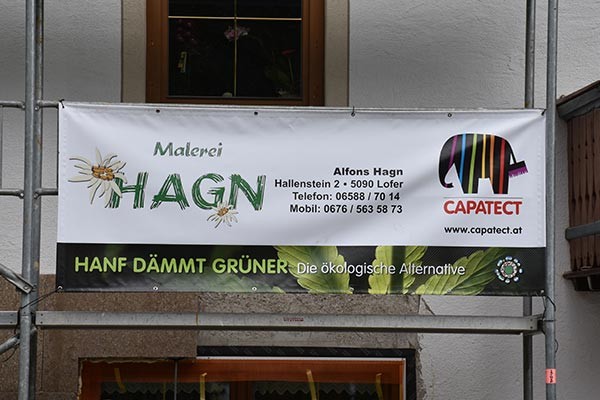 Malerei
HAGN
Alfons Hagn
Hallenstein 2 • 5090 Lofer
Telefon: 06588 / 70 14
Mobil: 0676 / 563 58 73
CAPATECT
www.capatect.at
HANF DÄMMT GRÜNER Die ökologische Alternative